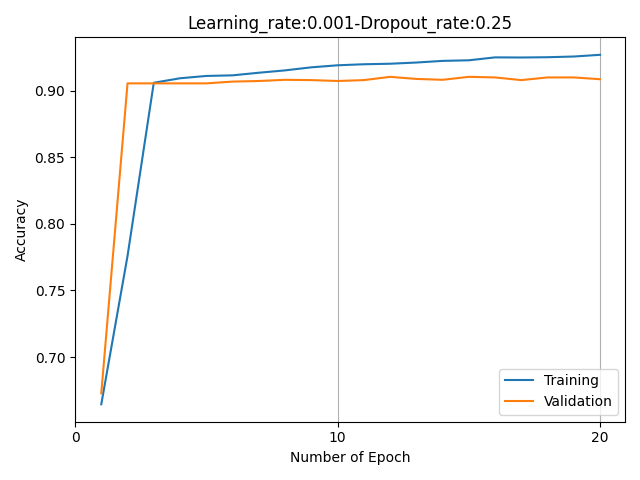 Learning_rate:0.001-Dropout_rate:0.25
Accuracy
0.90
0.85
0.80
0.75
0.70
0
10
20
Number of Epoch
Training
Validation